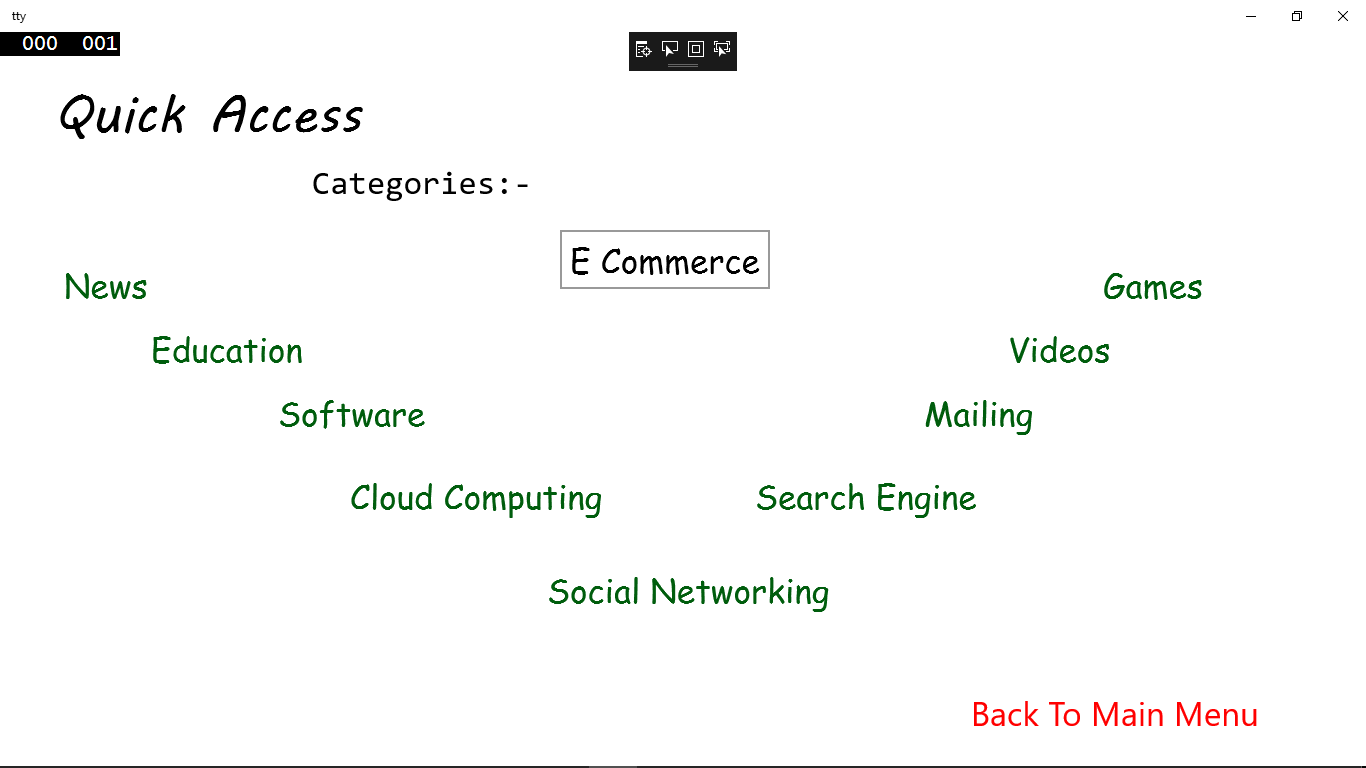 tty
000 001
Quick Access
Categories:-
E Commerce
News
Games
Education
Videos
Software
Mailing
Cloud Computing
Search Engine
Social Networking
Back To Main Menu